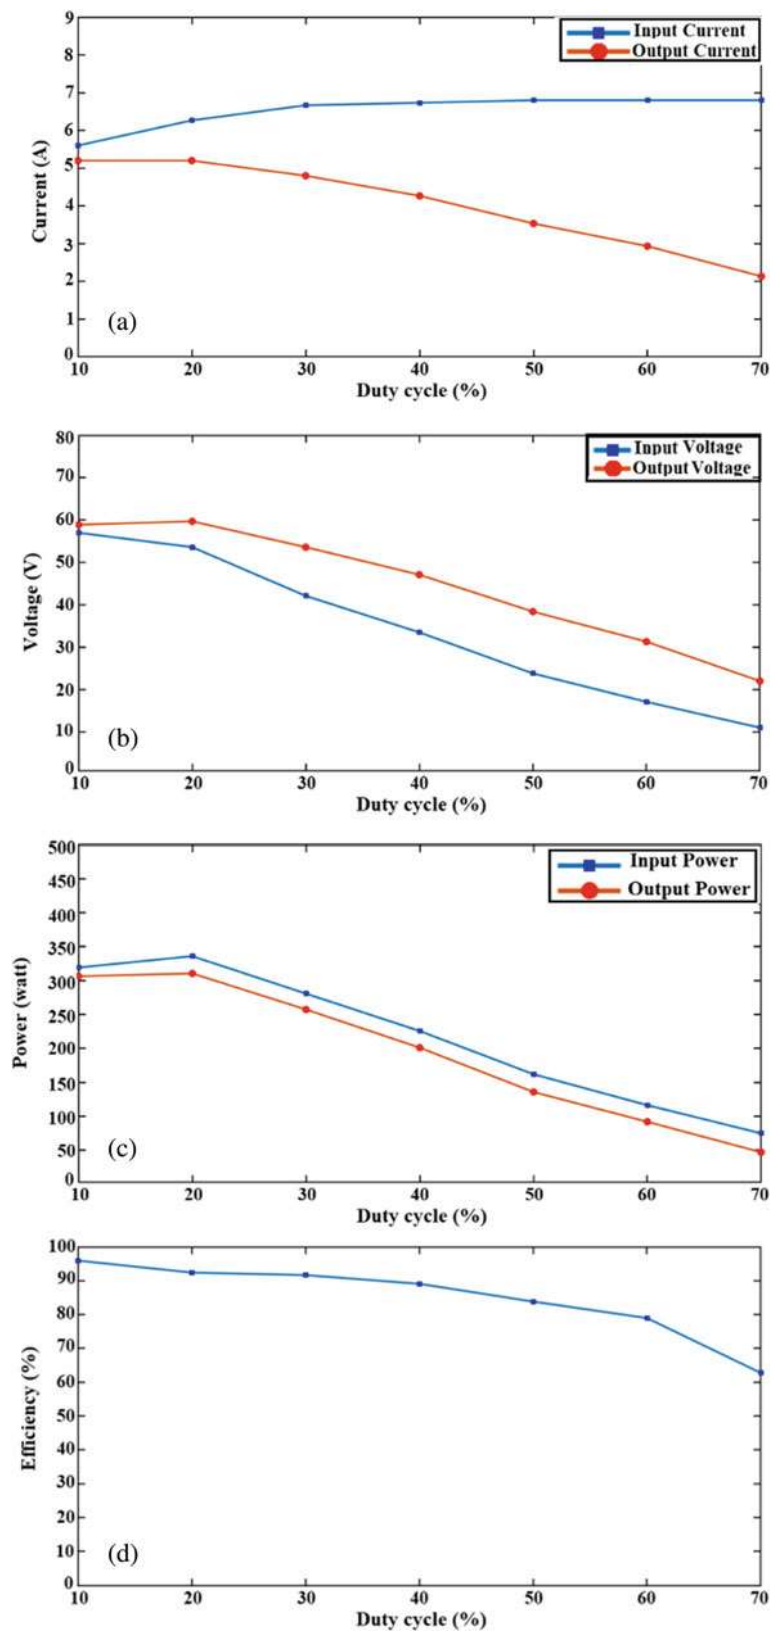 9
8
7
6
5
4
3
2
1
0
Current (A)
Input Current
Output Current
(a)
10 20 30 40 50 60 70
Duty cycle (%)
80
70
60
50
40
30
20
10
0
Voltage (V)
Input Voltage
Output Voltage
(b)
10 20 30 40 50 60 70
Duty cycle (%)
500
450
400
350
300
250
200
150
100
50
0
Power (watt)
Input Power
Output Power
(c)
10 20 30 40 50 60 70
Duty cycle (%)
100
90
80
70
60
50
40
30
20
10
0
Efficiency (%)
(d)
10 20 30 40 50 60 70
Duty cycle (%)